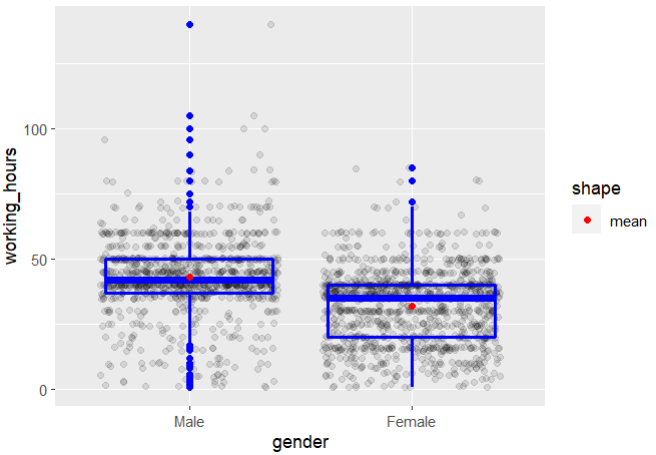 working_hours
100
50
0
Male
Female
gender
shape
mean